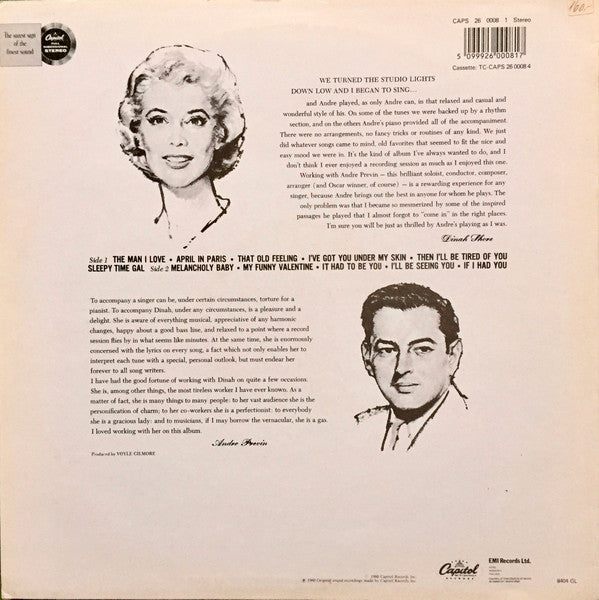 The surest sign
of the
finest sound
Capitol
FULL
DIMENSIONAL
STEREO
CAPS 26 0008 1 Stereo
5 099926 000817
Cassette: TC-CAPS 26 0008 4
WE TURNED THE STUDIO LIGHTS
DOWN LOW AND I BEGAN TO SING...
and Andre played, as only Andre can, in that relaxed and casual and
wonderful style of his. On some of the tunes we were backed up by a rhythm
section, and on the others Andre's piano provided all of the accompaniment
There were no arrangements, no fancy tricks or routines of any kind. We just
did whatever songs came to mind, old favorites that seemed to fit the nice and
easy mood we were in. It's the kind of album I've always wanted to do, and I
don't think I ever enjoyed a recording session as much as I enjoyed this one.
Working with Andre Previn — this brilliant soloist, conductor, composer,
arranger (and Oscar winner, of course) — is a rewarding experience for any
singer, because Andre brings out the best in anyone for whom he plays. The
only problem was that I became so mesmerized by some of the inspired
passages he played that I almost forgot to "come in" in the right places.
I'm sure you will be just as thrilled by Andre's playing as I was.
Dinah Shore
Side 1 THE MAN I LOVE • APRIL IN PARIS • THAT OLD FEELING • I'VE GOT YOU UNDER MY SKIN • THEN I'LL BE TIRED OF YOU
SLEEPY TIME GAL Side 2 MELANCHOLY BABY • MY FUNNY VALENTINE • IT HAD TO BE YOU • I'LL BE SEEING YOU • IF I HAD YOU
To accompany a singer can be, under certain circumstances, torture for a
pianist. To accompany Dinah, under any circumstances, is a pleasure and a
delight. She is aware of everything musical, appreciative of any harmonic
changes, happy about a good bass line, and relaxed to a point where a record
session flies by in what seems like minutes. At the same time, she is enormously
concerned with the lyrics on every song, a fact which not only enables her to
interpret each tune with a special, personal outlook, but must endear her
forever to all song writers.
I have had the good fortune of working with Dinah on quite a few occasions.
She is, among other things, the most tireless worker I have ever known. As a
matter of fact, she is many things to many people: to her vast audience she is the
personification of charm; to her co-workers she is a perfectionist; to everybody
she is a gracious lady: and to musicians, if I may borrow the vernacular, she is a gas.
I loved working with her on this album.
Andre Previn
Produced by VOYLE GILMORE
© 1960 Capitol Records Inc.
℗ 1960 Original sound recordings made by Capitol Records Inc.
Capitol
EMI Records Ltd.
8404 GL